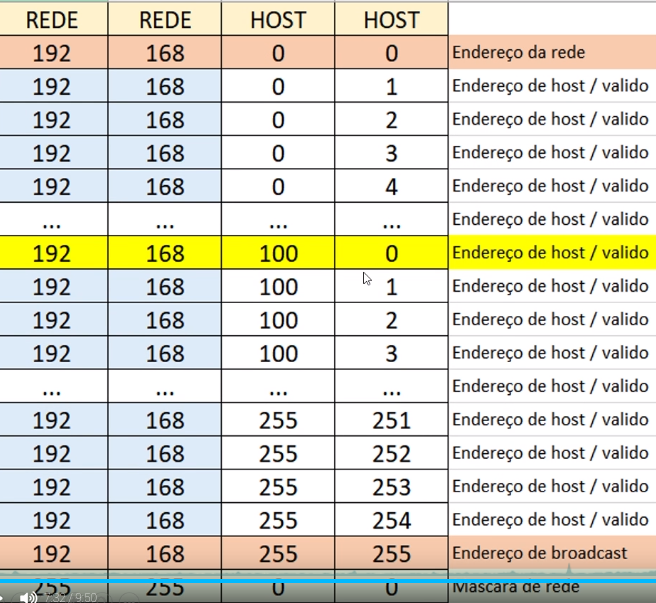 REDE REDE HOST HOST
192 168 0 0 Endereço da rede
192 168 0 1 Endereço de host / valido
192 168 0 2 Endereço de host / valido
192 168 0 3 Endereço de host / valido
192 168 0 4 Endereço de host / valido
... ... ... ... Endereço de host / valido
192 168 100 0 Endereço de host / valido
192 168 100 1 Endereço de host / valido
192 168 100 2 Endereço de host / valido
192 168 100 3 Endereço de host / valido
... ... ... ... Endereço de host / valido
192 168 255 251 Endereço de host / valido
192 168 255 252 Endereço de host / valido
192 168 255 253 Endereço de host / valido
192 168 255 254 Endereço de host / valido
192 168 255 255 Endereço de broadcast
255 255 0 0 Máscara de rede
7:32 / 9:50